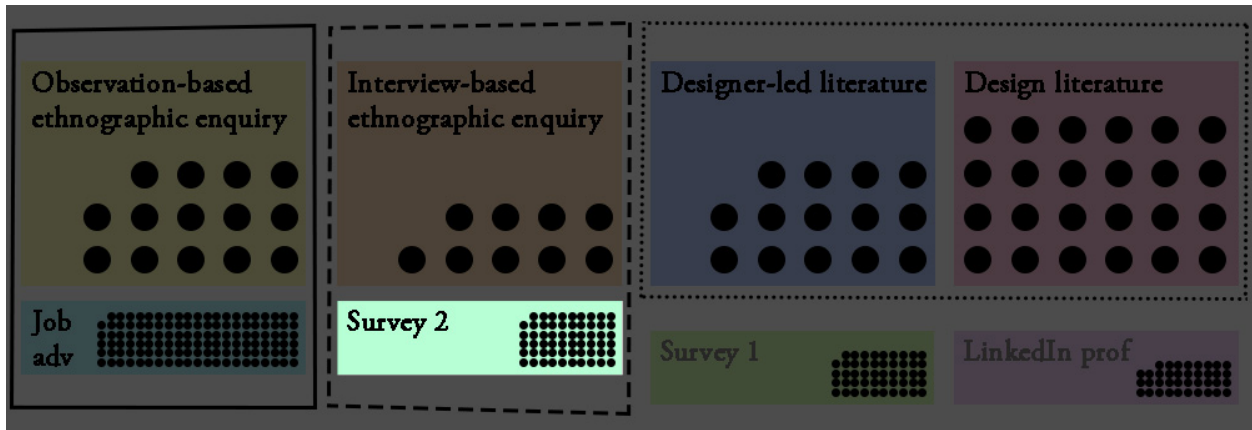 Observation-based
ethnographic enquiry
Interview-based
ethnographic enquiry
Designer-led literature
Design literature
Job
adv
Survey 2
Survey 1
LinkedIn prof